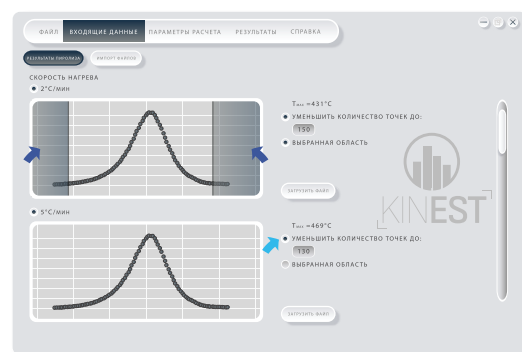 ФАЙЛ ВХОДЯЩИЕ ДАННЫЕ ПАРАМЕТРЫ РАСЧЕТА РЕЗУЛЬТАТЫ СПРАВКА
РЕЗУЛЬТАТЫ ПИРОЛИЗА ИМПОРТ ФАЙЛОВ
СКОРОСТЬ НАГРЕВА
2°С/МИН
Tmax =431°C
УМЕНЬШИТЬ КОЛИЧЕСТВО ТОЧЕК ДО:
150
ВЫБРАННАЯ ОБЛАСТЬ
ЗАГРУЗИТЬ ФАЙЛ
KINEST
5°С/МИН
Tmax =469°C
УМЕНЬШИТЬ КОЛИЧЕСТВО ТОЧЕК ДО:
130
ВЫБРАННАЯ ОБЛАСТЬ
ЗАГРУЗИТЬ ФАЙЛ